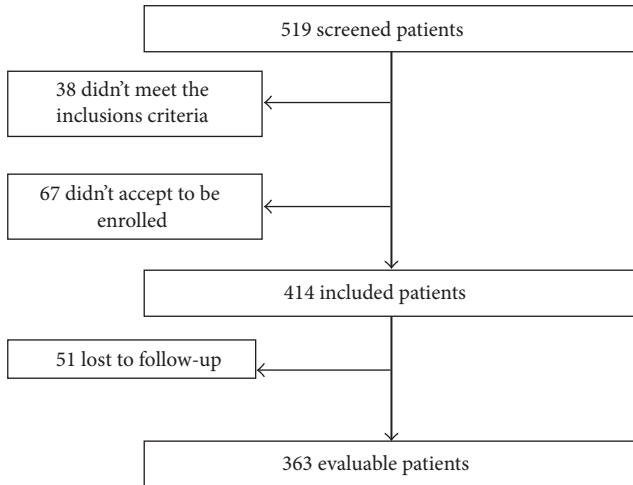 519 screened patients
38 didn’t meet the
inclusions criteria
67 didn’t accept to be
enrolled
414 included patients
51 lost to follow-up
363 evaluable patients